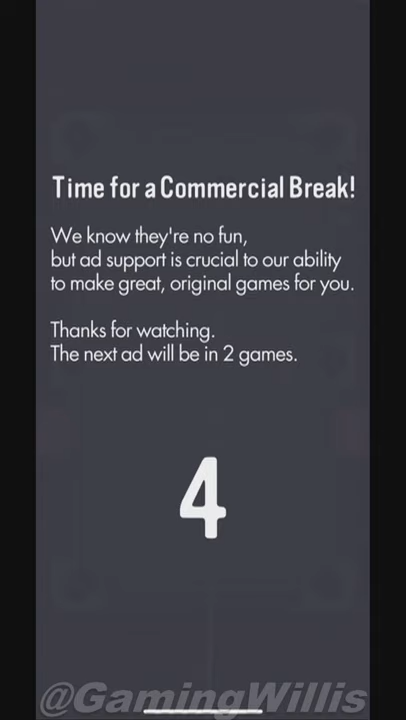 Time for a Commercial Break!
We know they're no fun,
but ad support is crucial to our ability
to make great, original games for you.
Thanks for watching.
The next ad will be in 2 games.
4
@GamingWillis